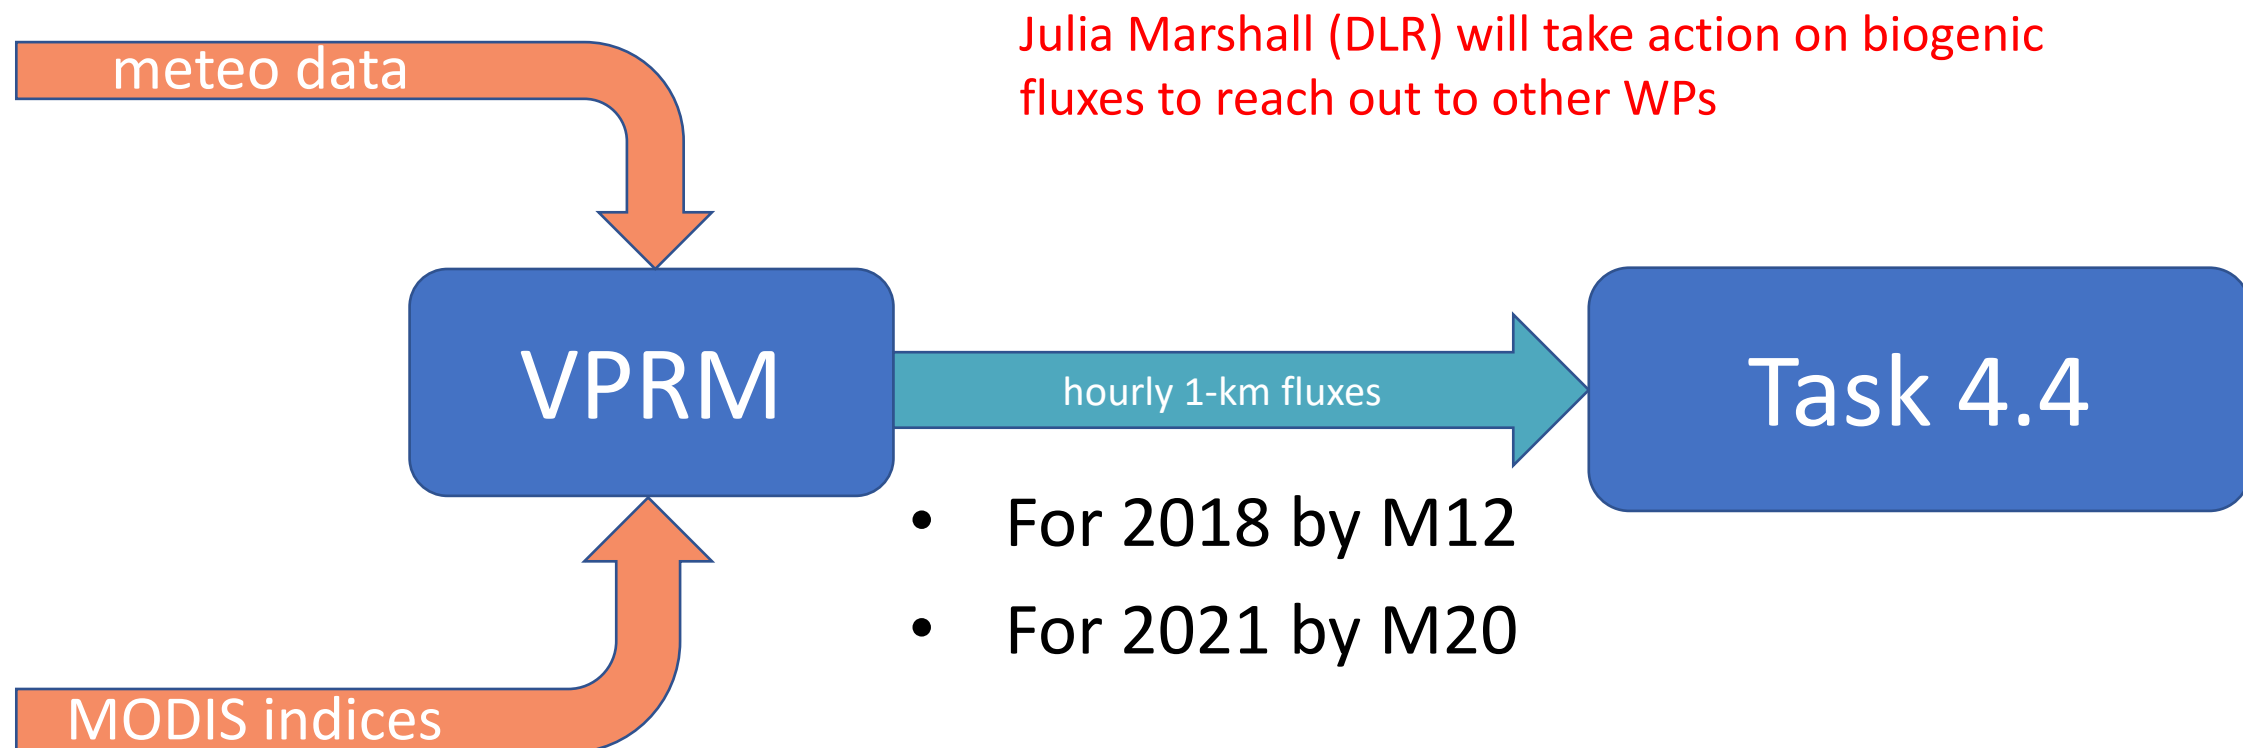 meteo data
Julia Marshall (DLR) will take action on biogenic
fluxes to reach out to other WPs
VPRM
hourly 1-km fluxes
Task 4.4
• For 2018 by M12
• For 2021 by M20
MODIS indices